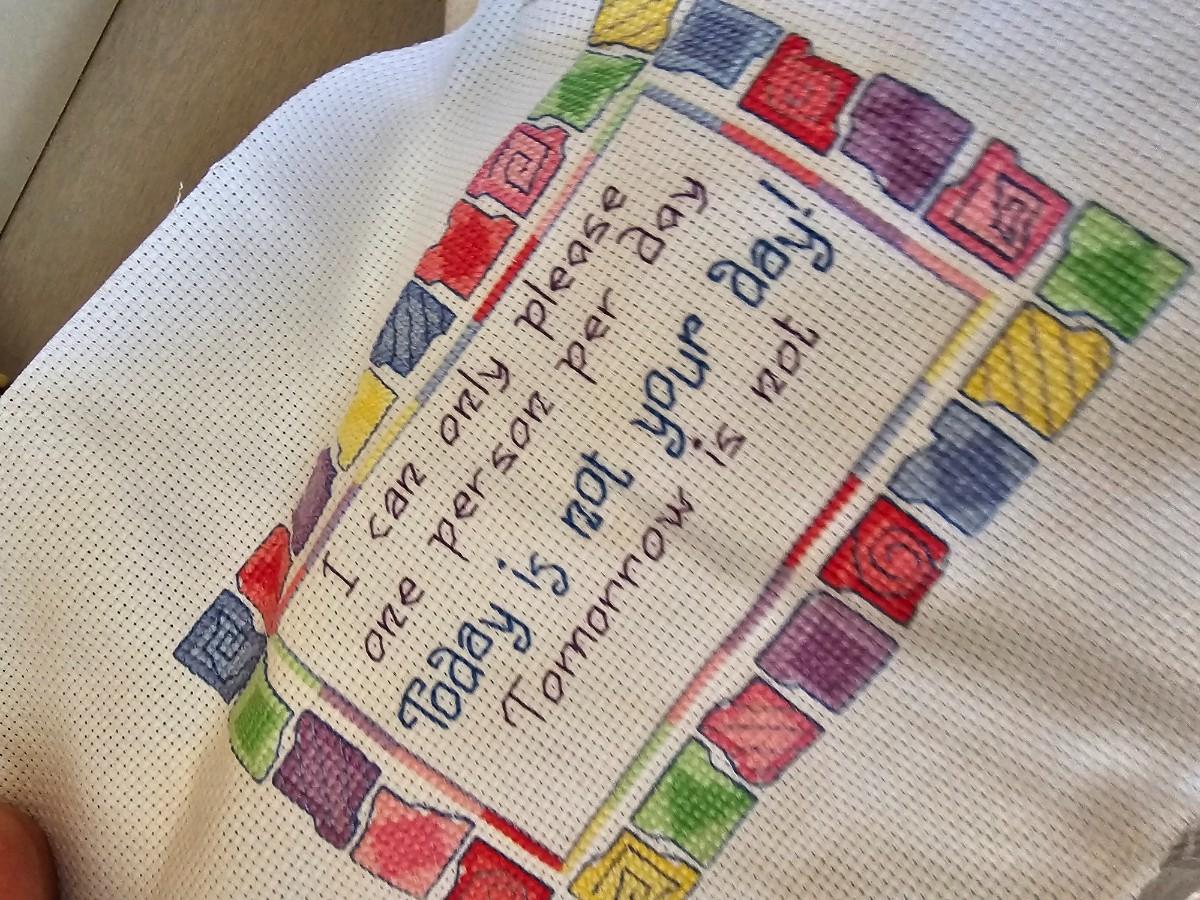 I can only please
one person per day
Today is not your day!
Tomorrow is not